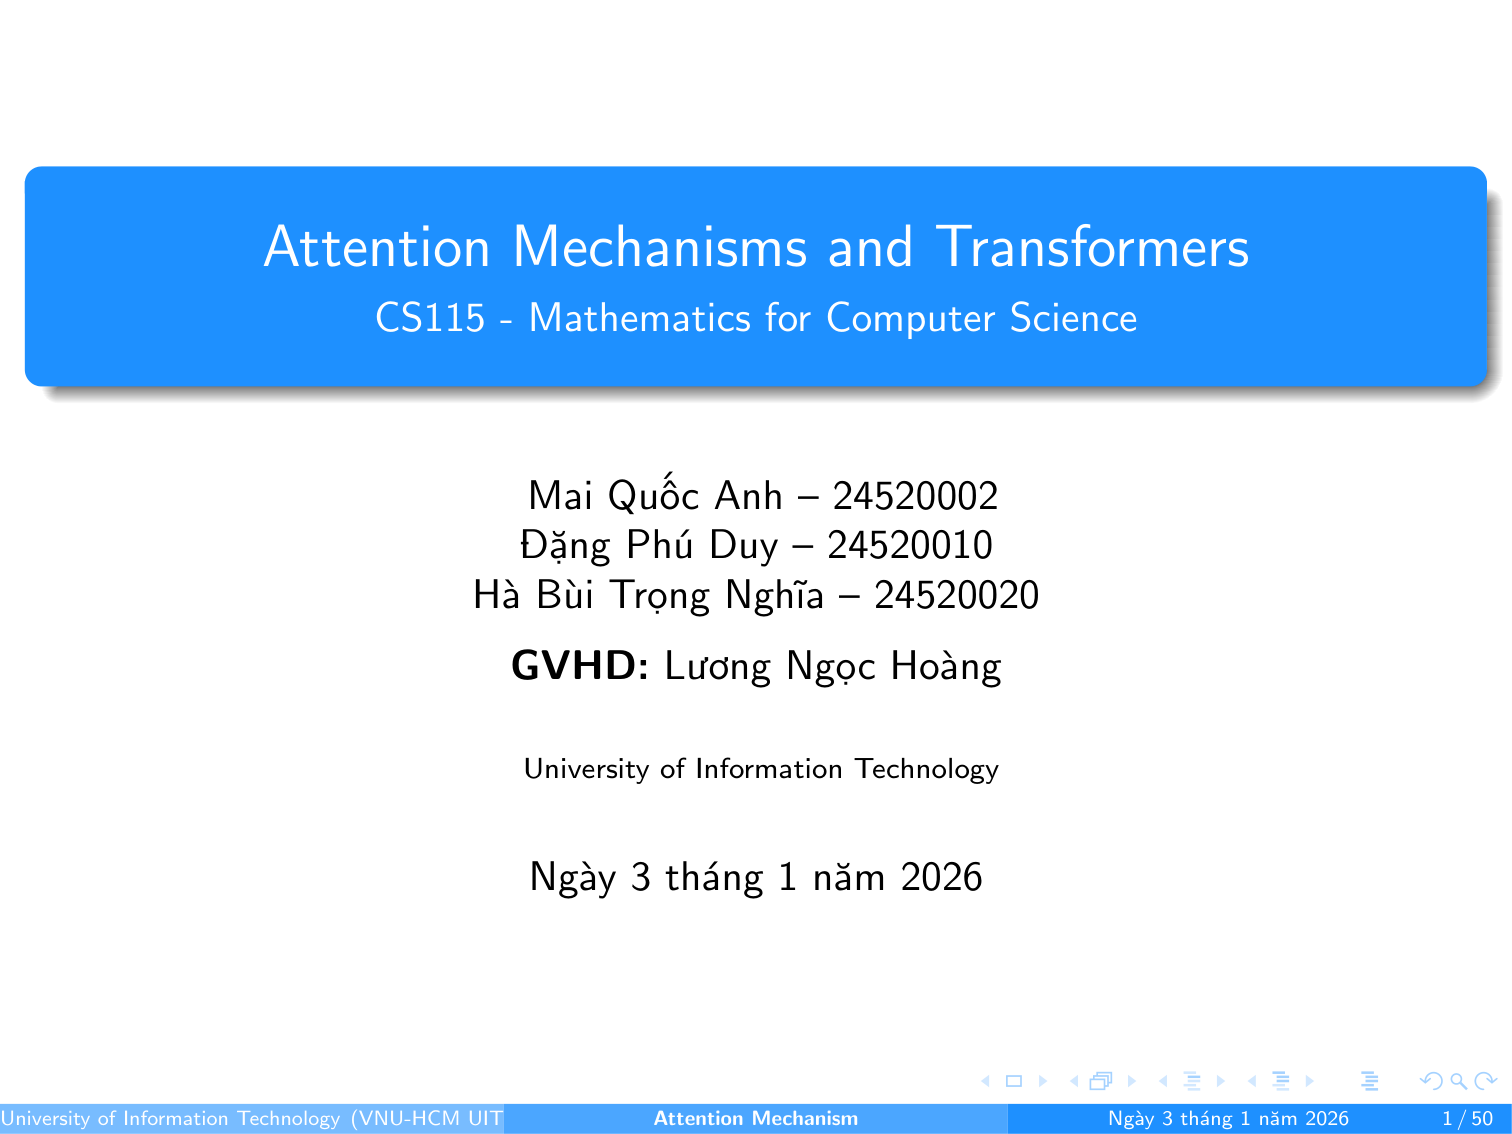 Attention Mechanisms and Transformers
CS115 - Mathematics for Computer Science
Mai Quốc Anh – 24520002
Đặng Phú Duy – 24520010
Hà Bùi Trọng Nghĩa – 24520020
GVHD: Lương Ngọc Hoàng
University of Information Technology
Ngày 3 tháng 1 năm 2026
University of Information Technology (VNU-HCM UIT
Attention Mechanism
Ngày 3 tháng 1 năm 2026
1 / 50